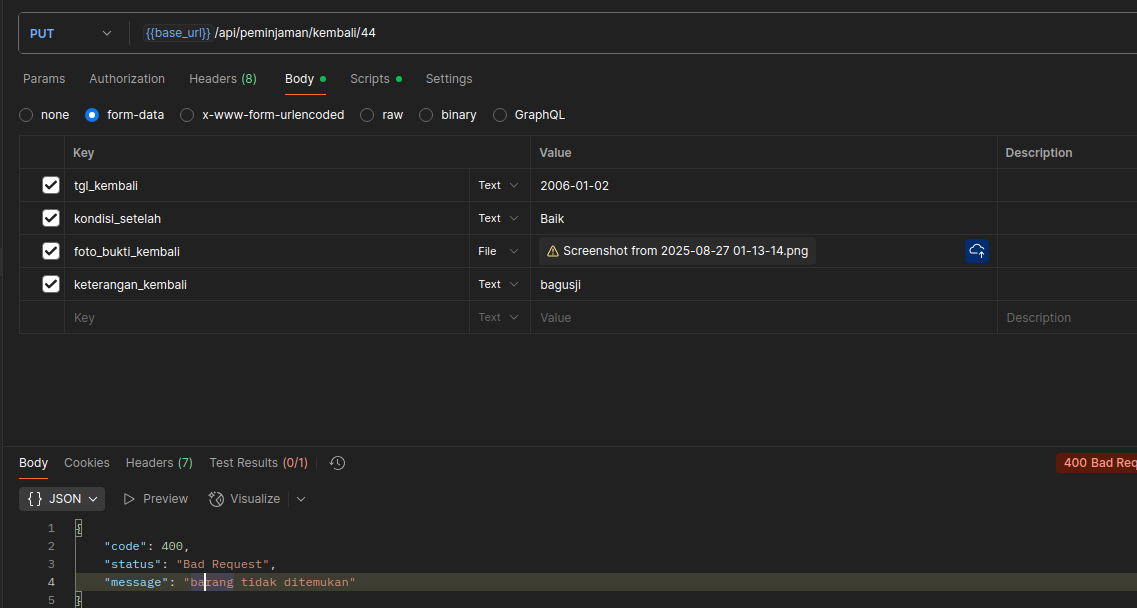 PUT {{base_url}}/api/peminjaman/kembali/44
Params Authorization Headers (8) Body Scripts Settings
none form-data x-www-form-urlencoded raw binary GraphQL
Key Value Description
tgl_kembali Text 2006-01-02
kondisi_setelah Text Baik
foto_bukti_kembali File Screenshot from 2025-08-27 01-13-14.png
keterangan_kembali Text bagusji
Key Text Value Description
Body Cookies Headers (7) Test Results (0/1) 400 Bad Req
{} JSON Preview Visualize
1 {
2 "code": 400,
3 "status": "Bad Request",
4 "message": "barang tidak ditemukan"
5 }